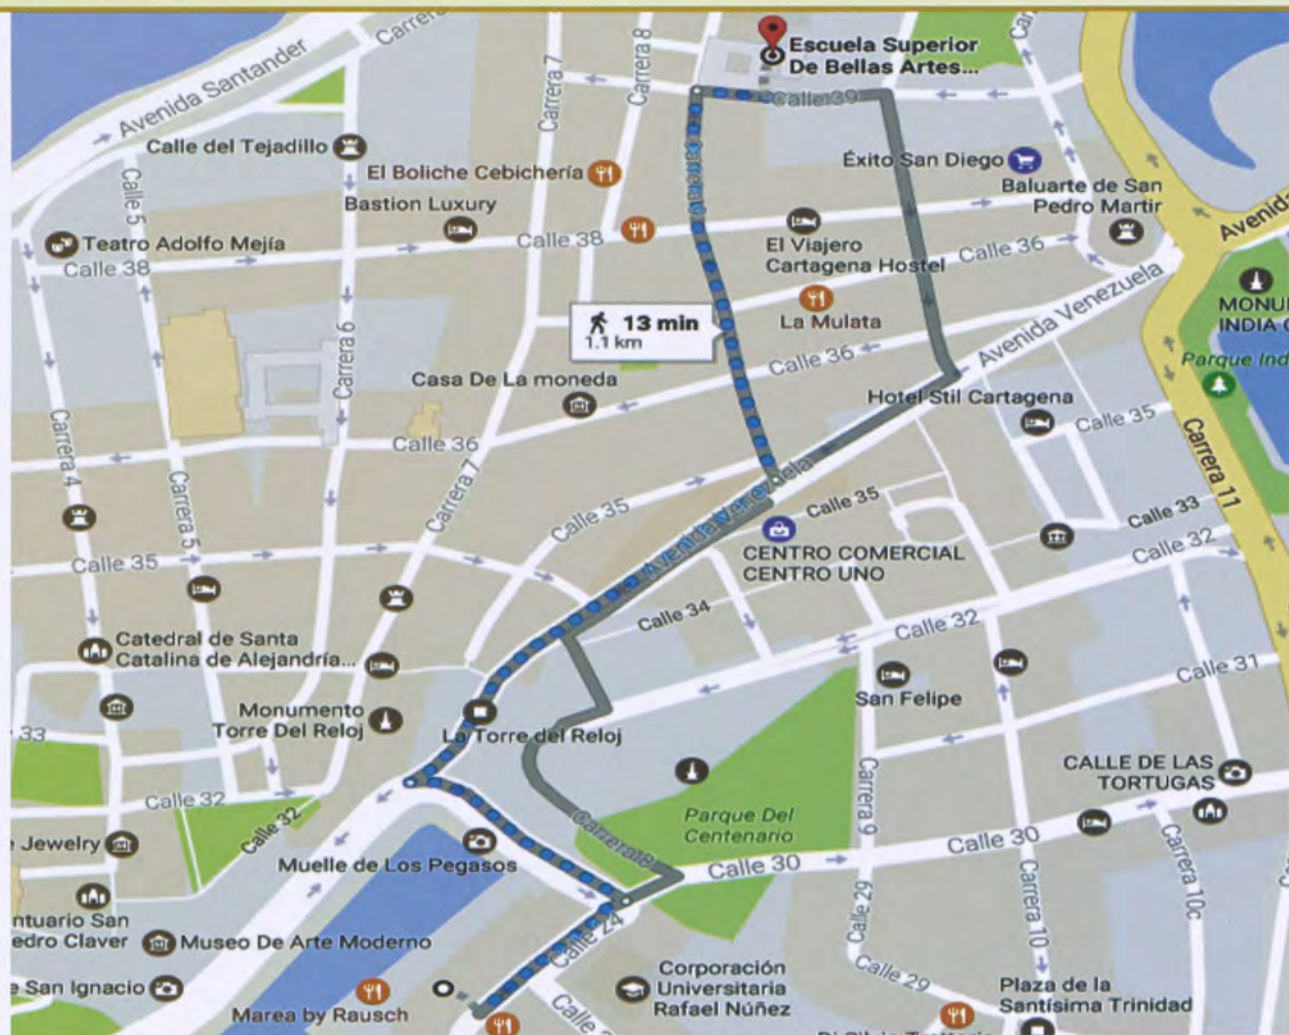 Carrera 8
Escuela Superior
De Bellas Artes...
Avenida Santander
Carrera 7
Calle 39
Calle del Tejadillo
El Boliche Cebichería
Éxito San Diego
Calle 5
Bastion Luxury
Baluarte de San
Pedro Martir
Avenida
Teatro Adolfo Mejía
Calle 38
Calle 38
El Viajero
Cartagena Hostel
Calle 36
La Mulata
Avenida Venezuela
13 min
1.1 km
Parque Ind
Carrera 6
Calle 36
Casa De La moneda
Hotel Stil Cartagena
Calle 35
Calle 36
Carrera 4
Carrera 5
Carrera 7
Carrera 11
Avenida Venezuela
Calle 35
Calle 35
Calle 33
CENTRO COMERCIAL
CENTRO UNO
Calle 32
Calle 35
Calle 34
Calle 32
Catedral de Santa
Catalina de Alejandría...
Calle 31
San Felipe
Monumento
Torre Del Reloj
La Torre del Reloj
33
CALLE DE LAS
TORTUGAS
Calle 32
Calle 32
Parque Del
Centenario
Carrera 9
Jewelry
Muelle de Los Pegasos
Calle 30
Calle 30
Carrera 10c
ntuario San
edro Claver
Museo De Arte Moderno
Calle 24
Calle 29
Carrera 10
Calle 29
e San Ignacio
Marea by Rausch
Corporación
Universitaria
Rafael Núñez
Plaza de la
Santísima Trinidad